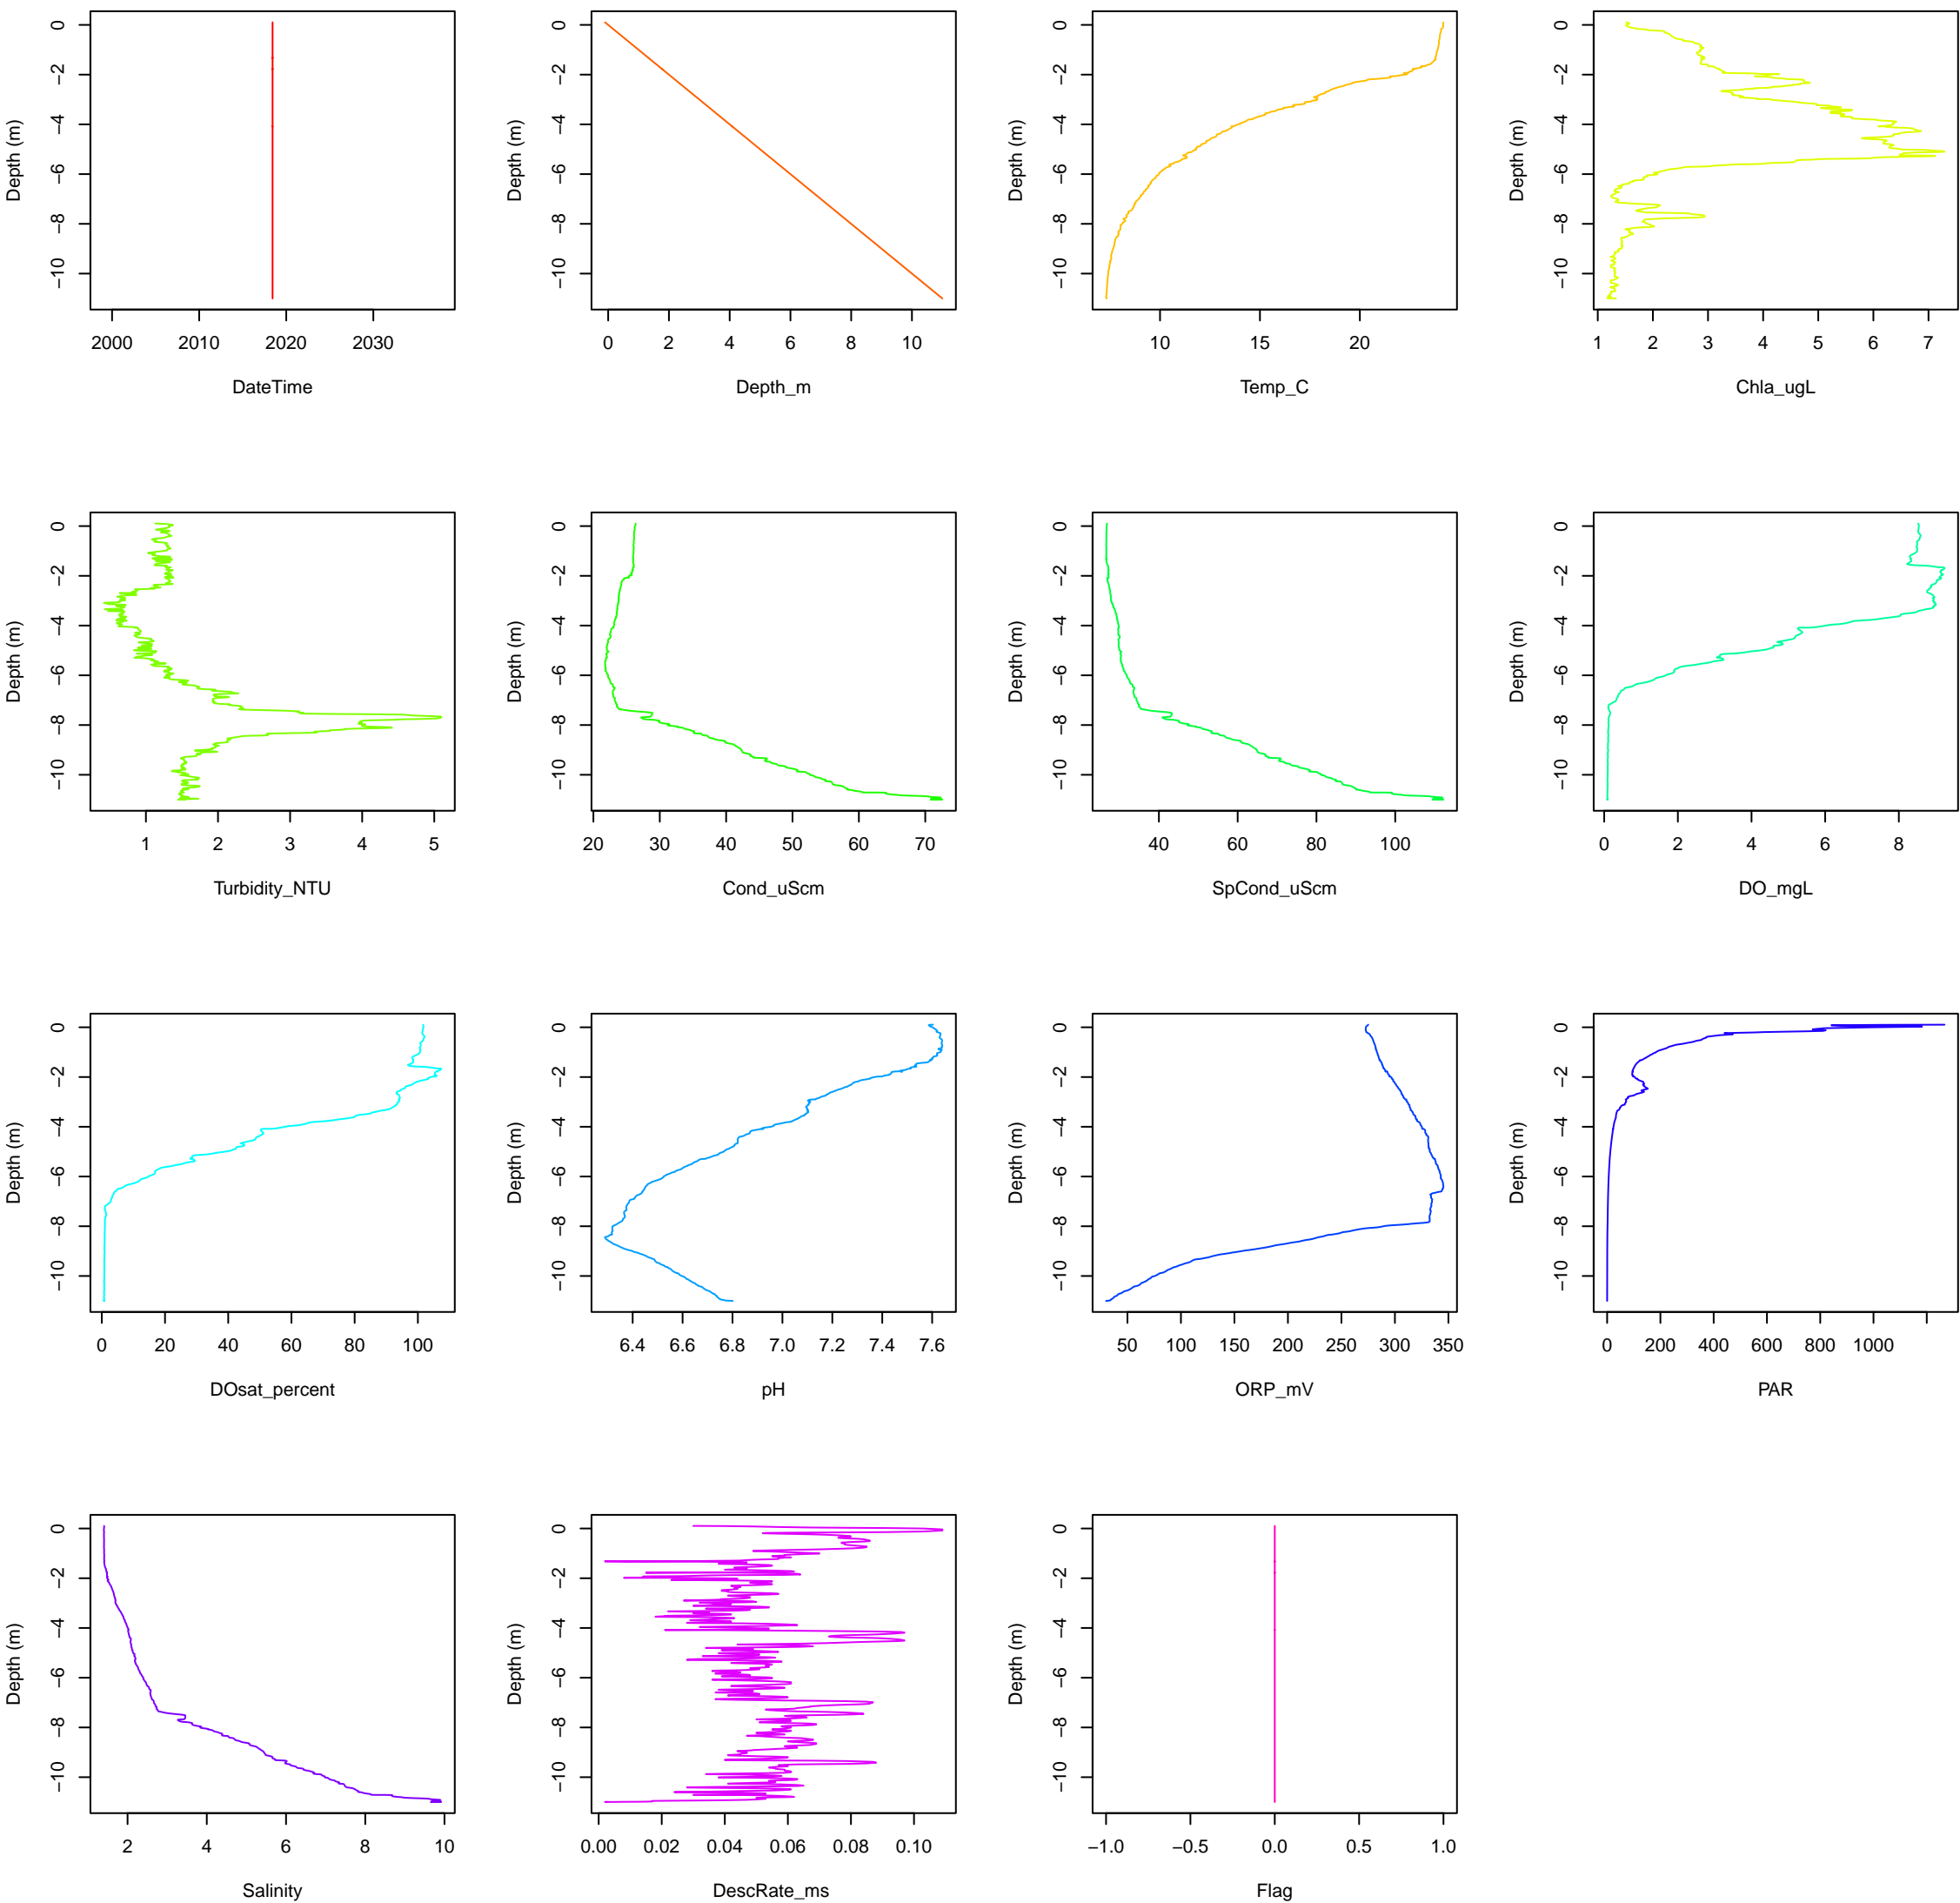 0 −2 −4 −6 −8 −10
Depth (m)
2000 2010 2020 2030
DateTime
0 −2 −4 −6 −8 −10
Depth (m)
0 2 4 6 8 10
Depth_m
0 −2 −4 −6 −8 −10
Depth (m)
10 15 20
Temp_C
0 −2 −4 −6 −8 −10
Depth (m)
1 2 3 4 5 6 7
Chla_ugL
0 −2 −4 −6 −8 −10
Depth (m)
1 2 3 4 5
Turbidity_NTU
0 −2 −4 −6 −8 −10
Depth (m)
20 30 40 50 60 70
Cond_uScm
0 −2 −4 −6 −8 −10
Depth (m)
40 60 80 100
SpCond_uScm
0 −2 −4 −6 −8 −10
Depth (m)
0 2 4 6 8
DO_mgL
0 −2 −4 −6 −8 −10
Depth (m)
0 20 40 60 80 100
DOsat_percent
0 −2 −4 −6 −8 −10
Depth (m)
6.4 6.6 6.8 7.0 7.2 7.4 7.6
pH
0 −2 −4 −6 −8 −10
Depth (m)
50 100 150 200 250 300 350
ORP_mV
0 −2 −4 −6 −8 −10
Depth (m)
0 200 400 600 800 1000
PAR
0 −2 −4 −6 −8 −10
Depth (m)
2 4 6 8 10
Salinity
0 −2 −4 −6 −8 −10
Depth (m)
0.00 0.02 0.04 0.06 0.08 0.10
DescRate_ms
0 −2 −4 −6 −8 −10
Depth (m)
−1.0 −0.5 0.0 0.5 1.0
Flag